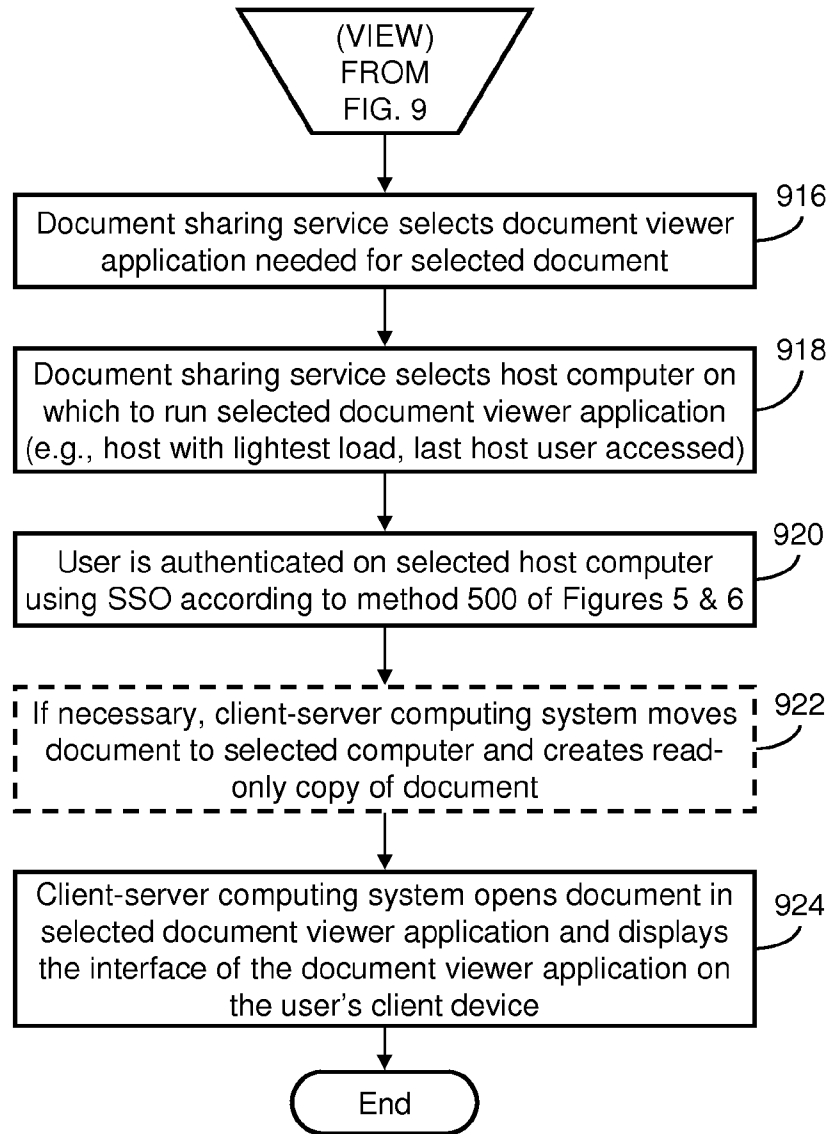 (VIEW)
FROM
FIG. 9
916
Document sharing service selects document viewer
application needed for selected document
918
Document sharing service selects host computer on
which to run selected document viewer application
(e.g., host with lightest load, last host user accessed)
920
User is authenticated on selected host computer
using SSO according to method 500 of Figures 5 & 6
922
If necessary, client-server computing system moves
document to selected computer and creates read-
only copy of document
924
Client-server computing system opens document in
selected document viewer application and displays
the interface of the document viewer application on
the user's client device
End